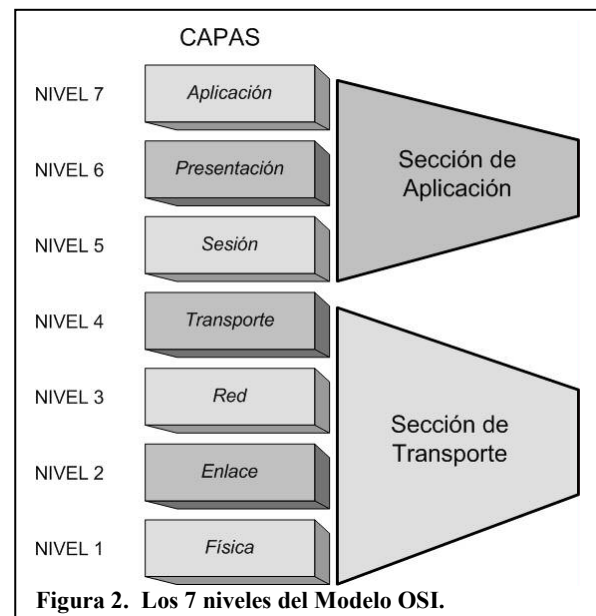 CAPAS
NIVEL 7
Aplicación
NIVEL 6
Presentación
NIVEL 5
Sesión
Sección de
Aplicación
NIVEL 4
Transporte
NIVEL 3
Red
NIVEL 2
Enlace
NIVEL 1
Física
Sección de
Transporte
Figura 2. Los 7 niveles del Modelo OSI.